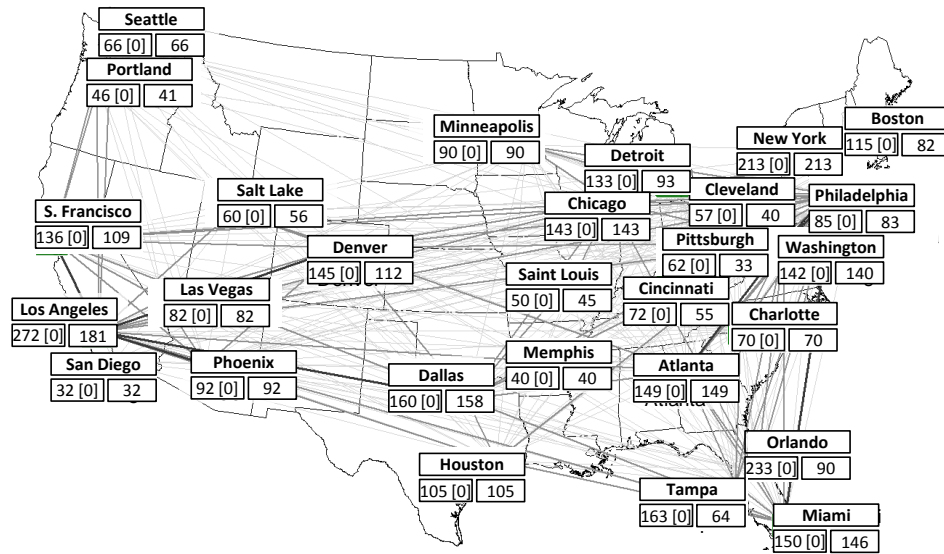 Seattle
66 [0] 66
Portland
46 [0] 41
Minneapolis
90 [0] 90
Boston
115 [0] 82
New York
213 [0] 213
Detroit
133 [0] 93
Cleveland
57 [0] 40
Philadelphia
85 [0] 83
Salt Lake
60 [0] 56
Chicago
143 [0] 143
S. Francisco
136 [0] 109
Pittsburgh
62 [0] 33
Washington
142 [0] 140
Denver
145 [0] 112
Saint Louis
50 [0] 45
Las Vegas
82 [0] 82
Cincinnati
72 [0] 55
Los Angeles
272 [0] 181
Charlotte
70 [0] 70
San Diego
32 [0] 32
Phoenix
92 [0] 92
Memphis
40 [0] 40
Dallas
160 [0] 158
Atlanta
149 [0] 149
Atlanta
Orlando
233 [0] 90
Houston
105 [0] 105
Tampa
163 [0] 64
Miami
150 [0] 146